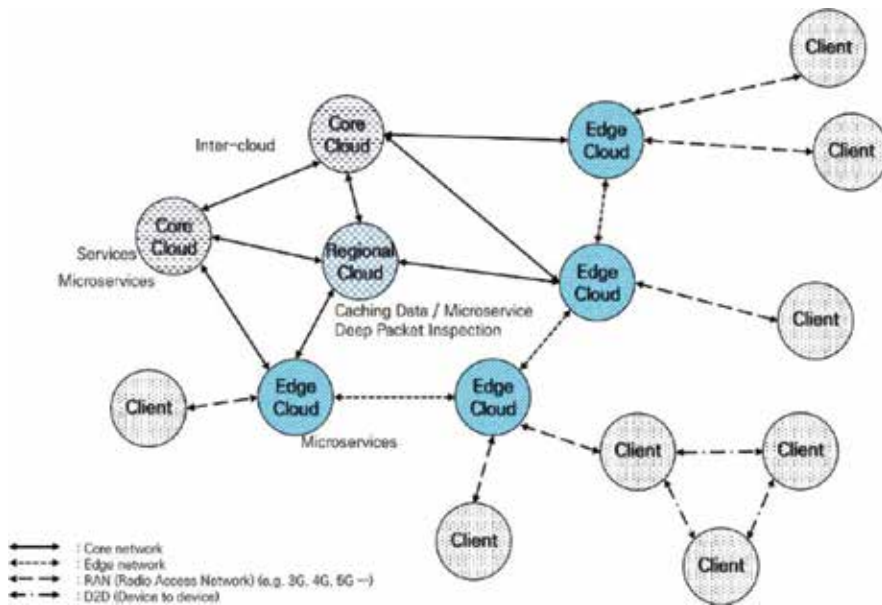 Client
Core
Cloud
Edge
Cloud
Client
Inter-cloud
Core
Cloud
Services
Microservices
Regional
Cloud
Edge
Cloud
Caching Data / Microservice
Deep Packet Inspection
Client
Client
Edge
Cloud
Microservices
Edge
Cloud
Client
Client
Client
Client
: Core network
: Edge network
: RAN (Radio Access Network) (e.g. 3G, 4G, 5G ···)
: D2D (Device to device)